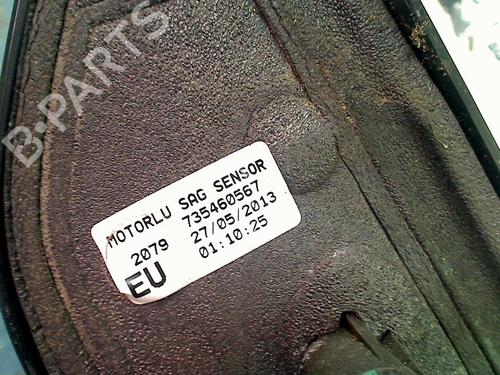 B-PARTS
MOTORLU SAG SENSOR
2079 735460567
27/05/2013
EU 01:10:25